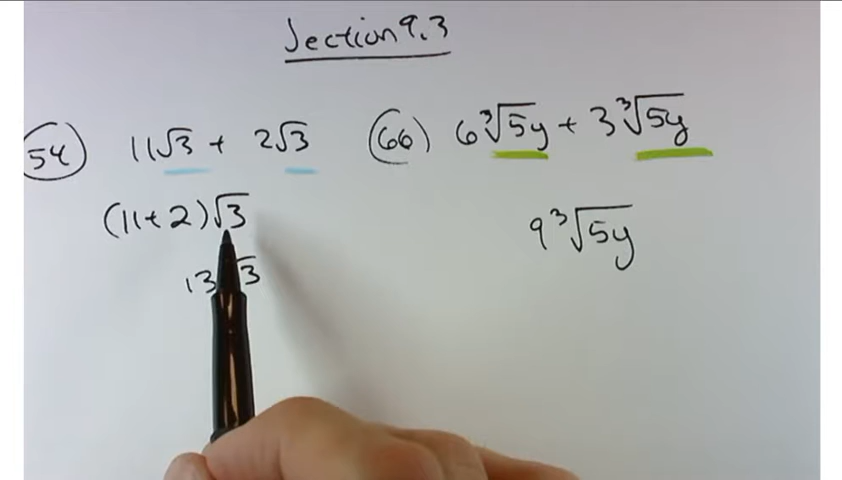 Section 9.3
(54) 11√3 + 2√3
(11+2)√3
13√3
(66) 6∛5y + 3∛5y
9∛5y